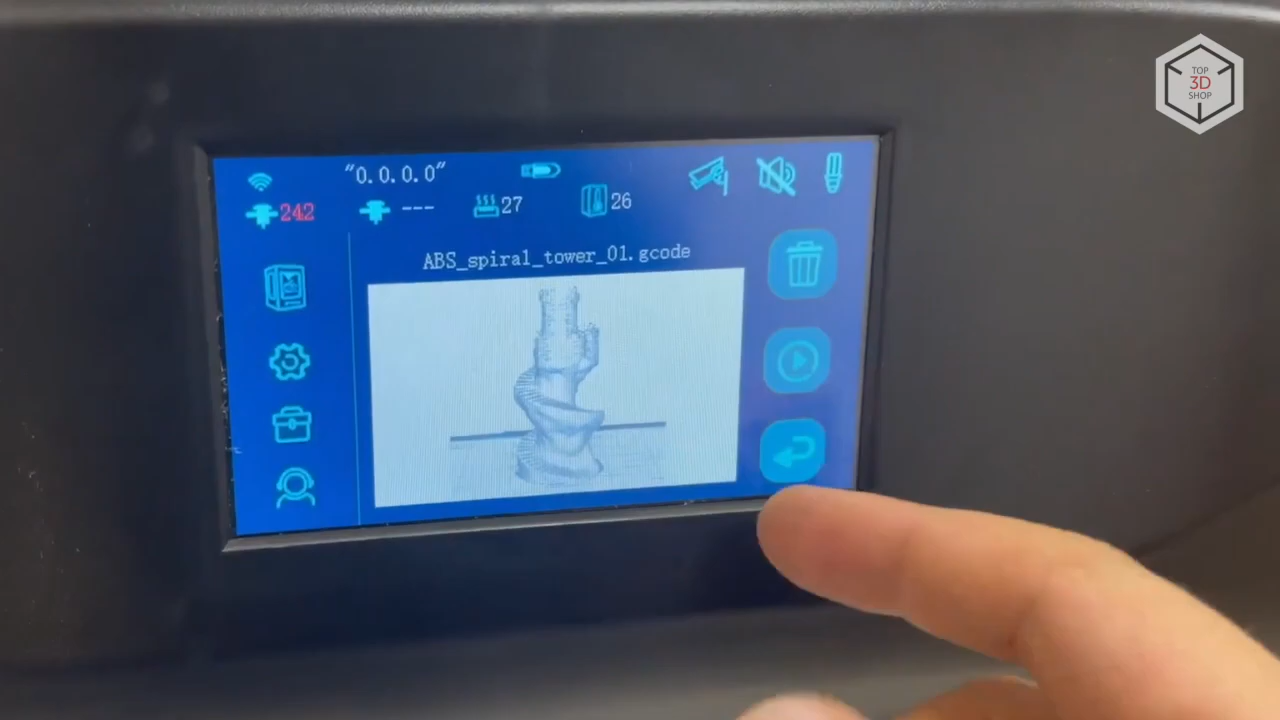 "0.0.0.0"
242 --- 27 26
ABS_spiral_tower_01.gcode
TOP
3D
SHOP